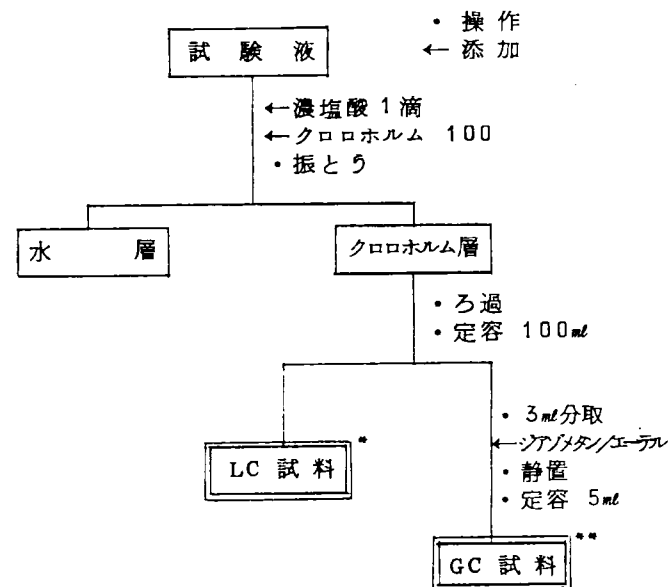 ・ 操作
試験液
← 添加
←濃塩酸1滴
←クロロホルム 100
・振とう
水層
クロロホルム層
・ろ過
・定容 100㎖
・ 3㎖分取
←ジアゾメタン/エーテル
・静置
・定容 5㎖
LC 試料 *
GC 試料 **